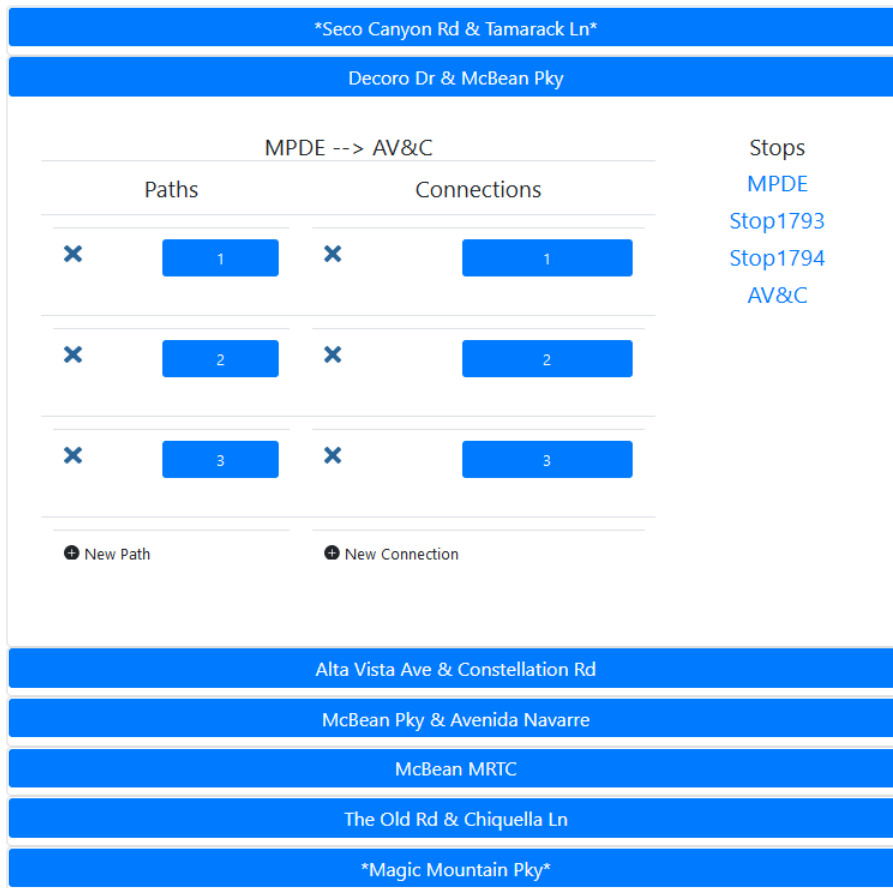 *Seco Canyon Rd & Tamarack Ln*
Decoro Dr & McBean Pky
MPDE --> AV&C
Paths
Connections
1
1
2
2
3
3
New Path
New Connection
Stops
MPDE
Stop1793
Stop1794
AV&C
Alta Vista Ave & Constellation Rd
McBean Pky & Avenida Navarre
McBean MRTC
The Old Rd & Chiquella Ln
*Magic Mountain Pky*